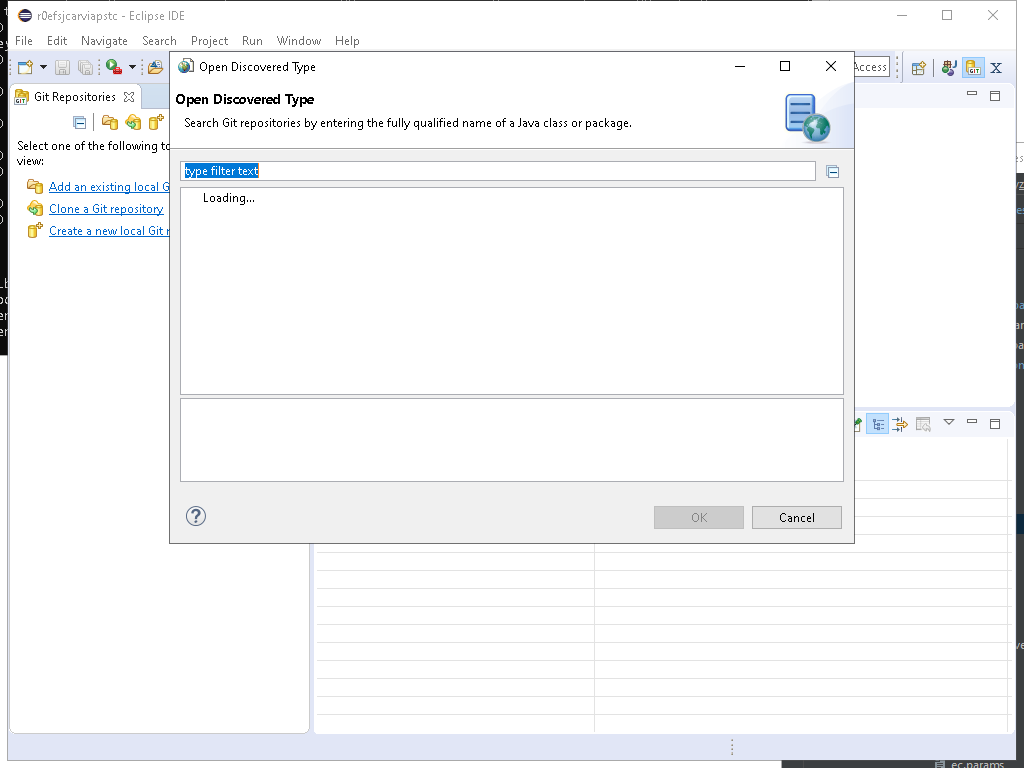 r0efsjcarviapstc - Eclipse IDE
File Edit Navigate Search Project Run Window Help
Open Discovered Type
Access
Git Repositories
Open Discovered Type
Search Git repositories by entering the fully qualified name of a Java class or package.
Select one of the following to
view:
type filter text
Add an existing local G
Loading...
Clone a Git repository
Create a new local Git r
OK
Cancel
ec.params